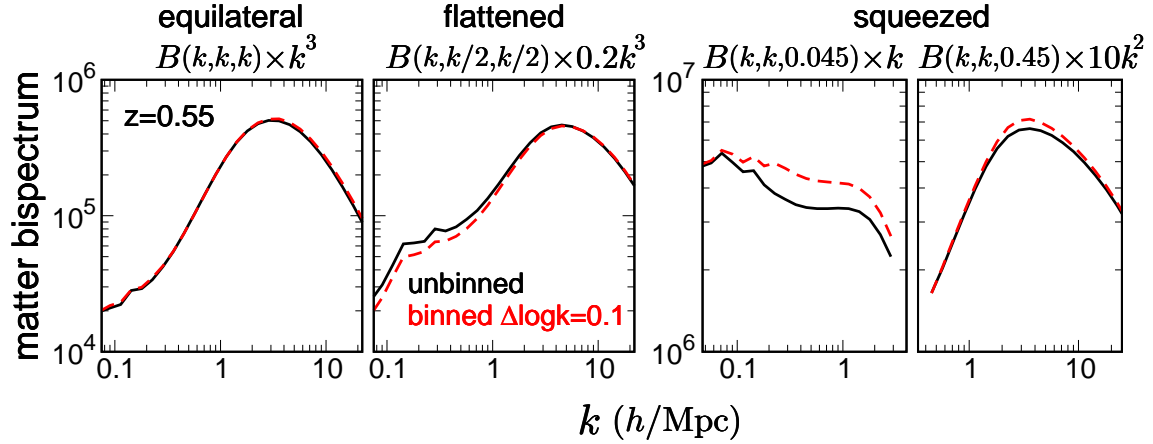 equilateral flattened squeezed
B(k,k,k)×k³ B(k,k/2,k/2)×0.2k³ B(k,k,0.045)×k B(k,k,0.45)×10k²
matter bispectrum
10⁶
10⁵
10⁴
z=0.55
unbinned
binned Δlogk=0.1
10⁷
10⁶
0.1 1 10 0.1 1 10 0.1 1 1 10
k (h/Mpc)